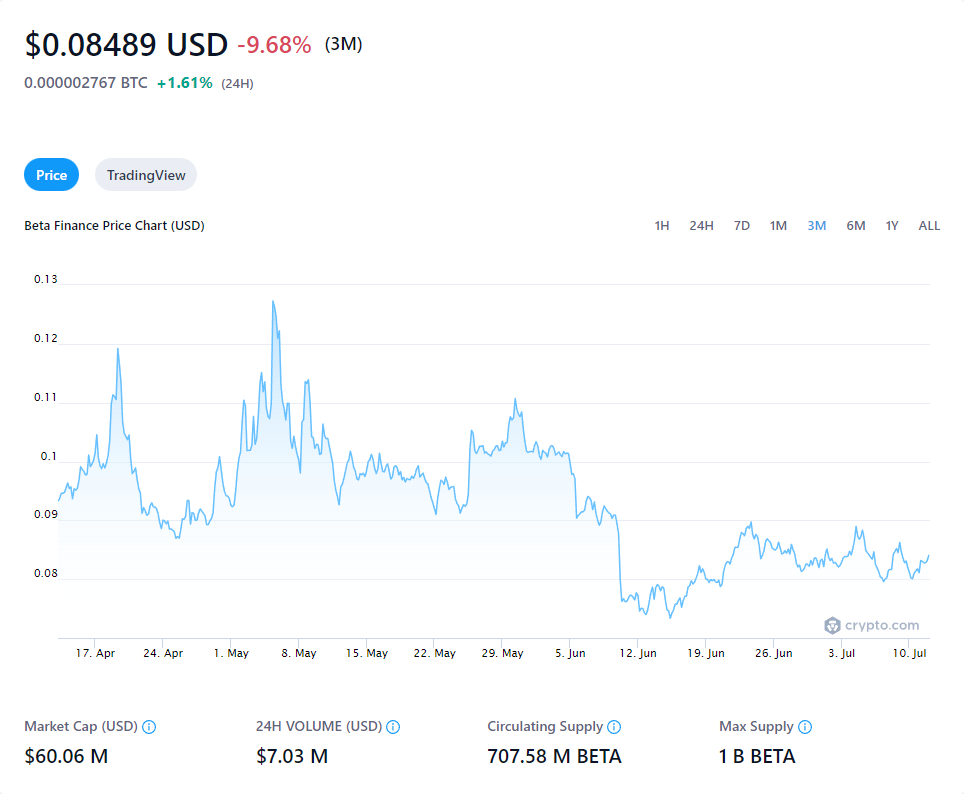 $0.08489 USD -9.68% (3M)
0.000002767 BTC +1.61% (24H)
Price TradingView
Beta Finance Price Chart (USD) 1H 24H 7D 1M 3M 6M 1Y ALL
0.13
0.12
0.11
0.1
0.09
0.08
crypto.com
17. Apr 24. Apr 1. May 8. May 15. May 22. May 29. May 5. Jun 12. Jun 19. Jun 26. Jun 3. Jul 10. Jul
Market Cap (USD) 24H VOLUME (USD) Circulating Supply Max Supply
$60.06 M $7.03 M 707.58 M BETA 1 B BETA